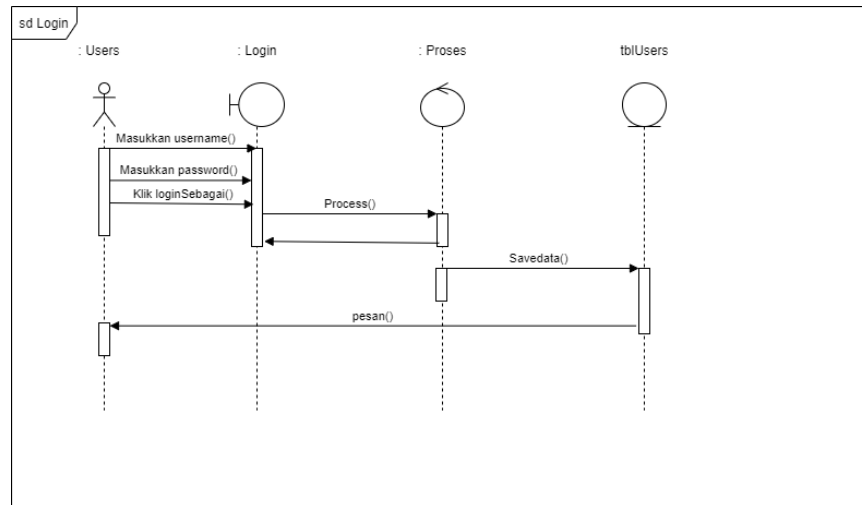 sd Login
: Users
: Login
: Proses
tblUsers
Masukkan username()
Masukkan password()
Klik loginSebagai()
Process()
Savedata()
pesan()